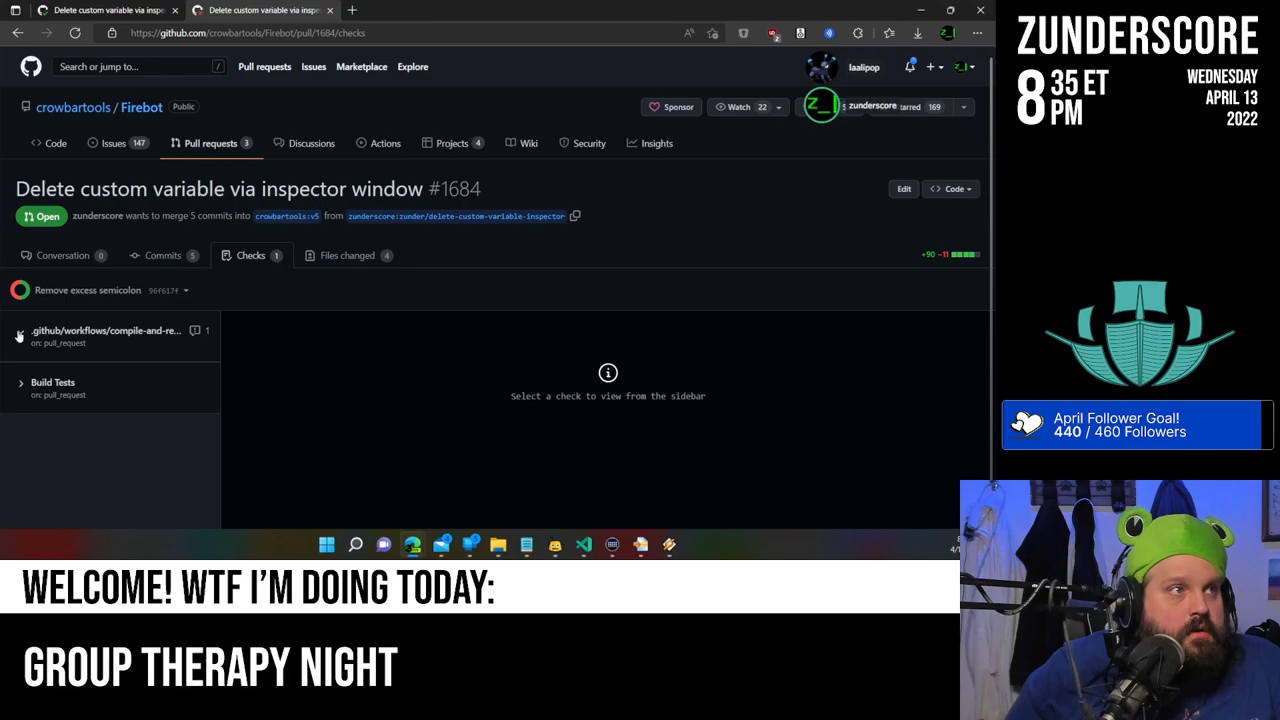 Delete custom variable via inspe
Delete custom variable via inspe
https://github.com/crowbartools/Firebot/pull/1684/checks
Search or jump to...
/
Pull requests
Issues
Marketplace
Explore
laalipop
crowbartools / Firebot
Public
Sponsor
Watch 22
zunderscore
arred 169
Code
Issues 147
Pull requests 3
Discussions
Actions
Projects 4
Wiki
Security
Insights
Delete custom variable via inspector window #1684
Edit
Code
Open
zunderscore wants to merge 5 commits into crowbartools:v5 from zunderscore:zunder/delete-custom-variable-inspector
Conversation 0
Commits 5
Checks 1
Files changed 4
+90 −11
Remove excess semicolon 96f617f
.github/workflows/compile-and-re...
1
on: pull_request
Build Tests
on: pull_request
Select a check to view from the sidebar
WELCOME! WTF I'M DOING TODAY:
GROUP THERAPY NIGHT
ZUNDERSCORE
8 35 ET
PM
WEDNESDAY
APRIL 13
2022
April Follower Goal!
440 / 460 Followers